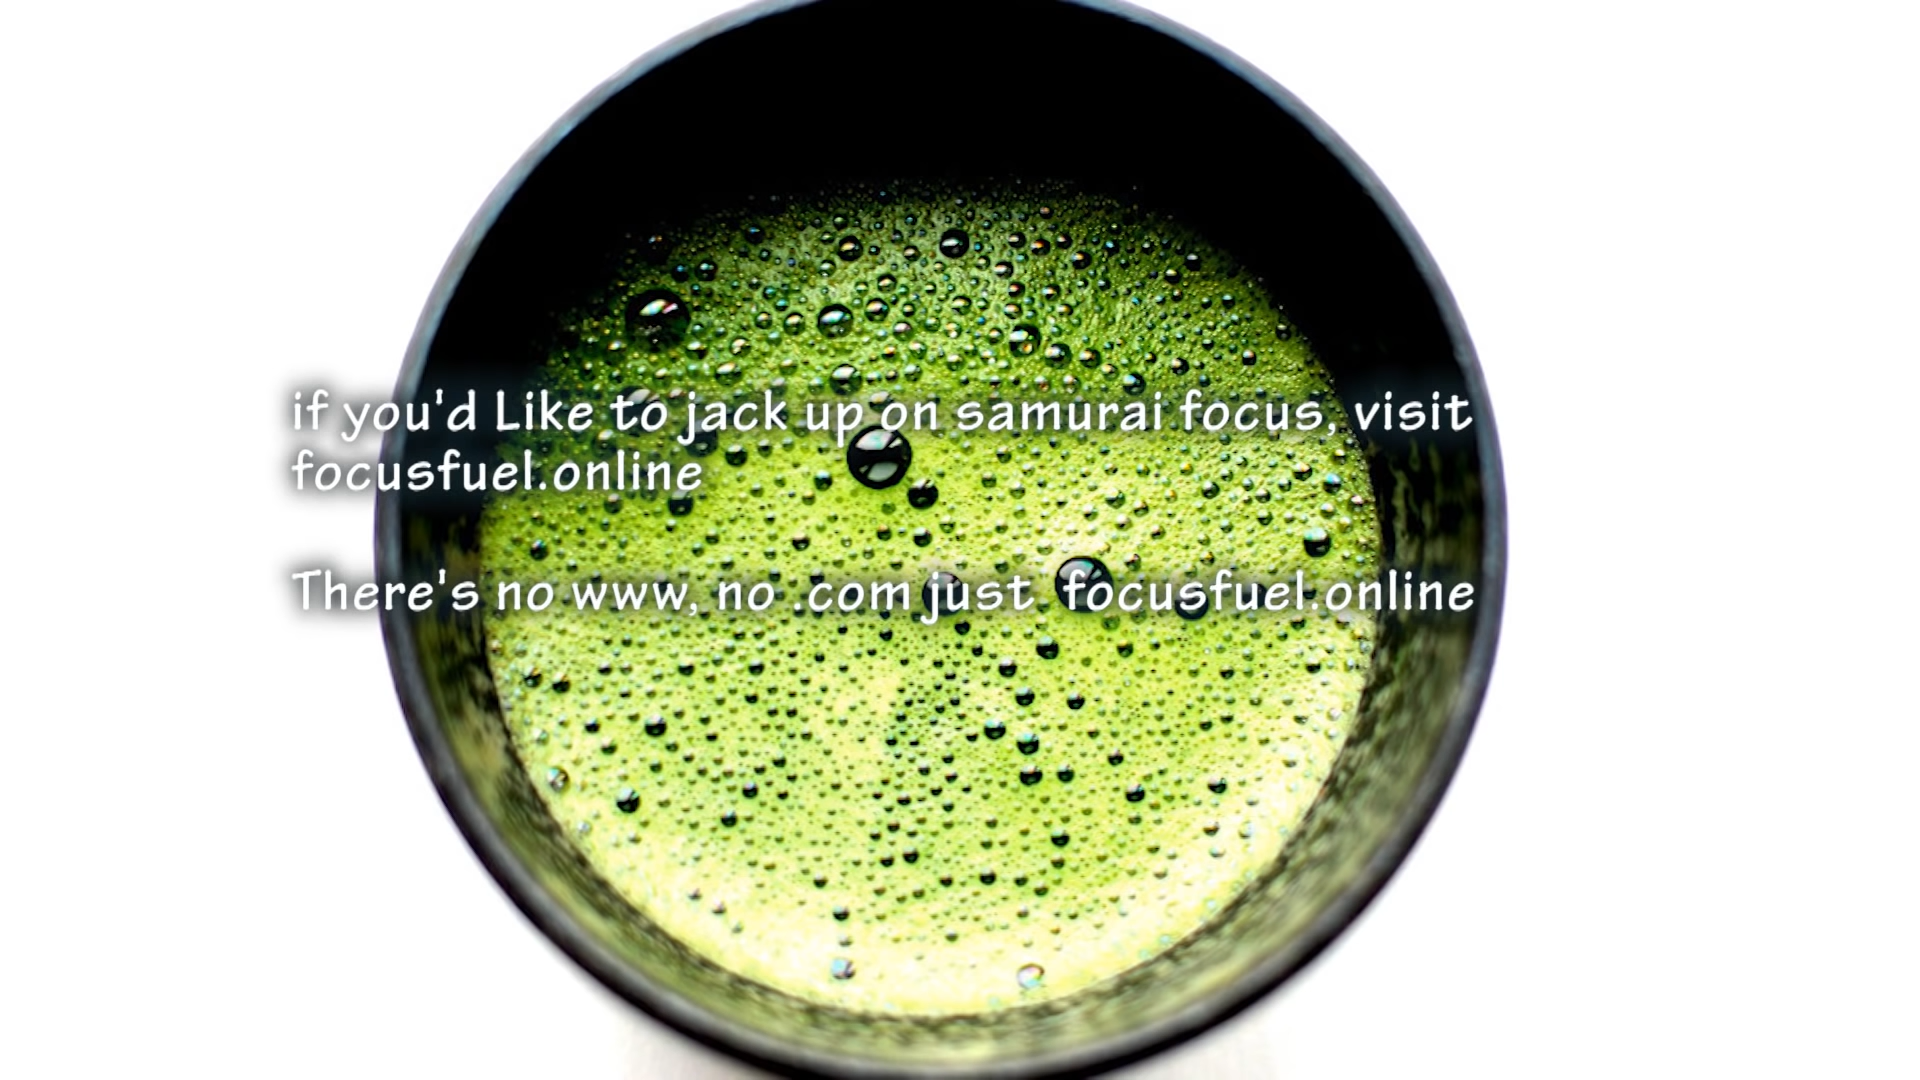 if you'd Like to jack up on samurai focus, visit
focusfuel.online
There's no www, no .com just focusfuel.online